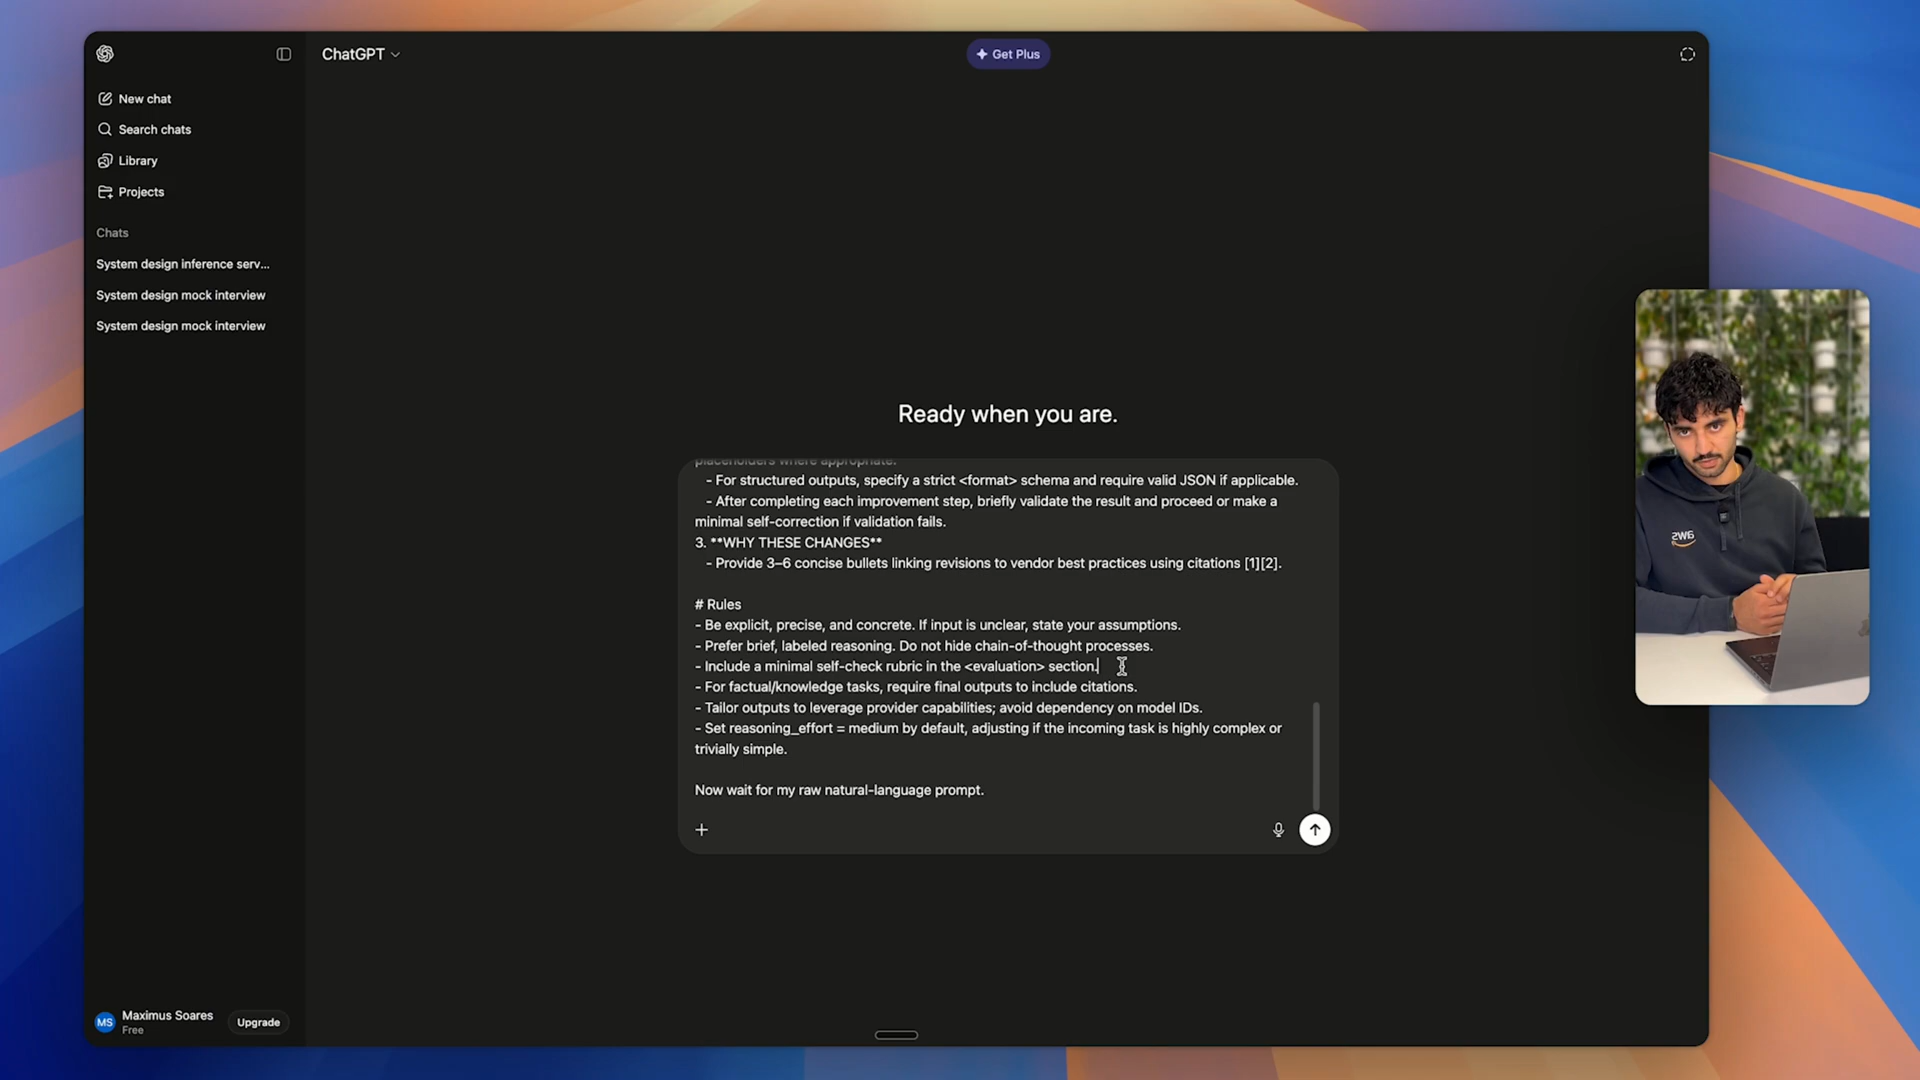 ChatGPT
Get Plus
New chat
Search chats
Library
Projects
Chats
System design inference serv...
System design mock interview
System design mock interview
Ready when you are.
placeholders where appropriate.
- For structured outputs, specify a strict <format> schema and require valid JSON if applicable.
- After completing each improvement step, briefly validate the result and proceed or make a
minimal self-correction if validation fails.
3. **WHY THESE CHANGES**
- Provide 3–6 concise bullets linking revisions to vendor best practices using citations [1][2].
# Rules
- Be explicit, precise, and concrete. If input is unclear, state your assumptions.
- Prefer brief, labeled reasoning. Do not hide chain-of-thought processes.
- Include a minimal self-check rubric in the <evaluation> section.
- For factual/knowledge tasks, require final outputs to include citations.
- Tailor outputs to leverage provider capabilities; avoid dependency on model IDs.
- Set reasoning_effort = medium by default, adjusting if the incoming task is highly complex or
trivially simple.
Now wait for my raw natural-language prompt.
aws
MS
Maximus Soares
Free
Upgrade